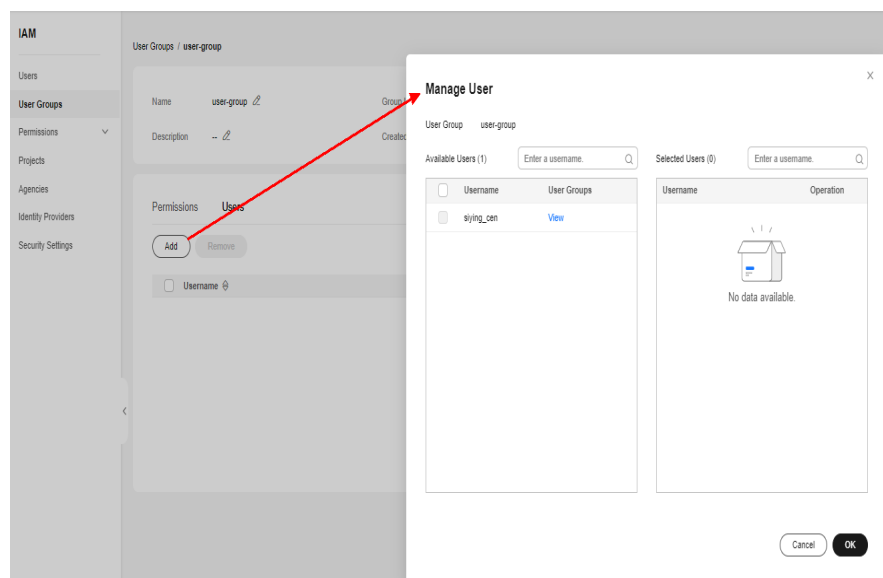 IAM
Users
User Groups
Permissions
Projects
Agencies
Identity Providers
Security Settings
User Groups / user-group
Name user-group
Description --
Group
Created
Permissions Users
Add Remove
Username
Manage User
User Group user-group
Available Users (1) Enter a username.
Username User Groups
siying_cen View
Selected Users (0) Enter a username.
Username Operation
No data available.
Cancel OK